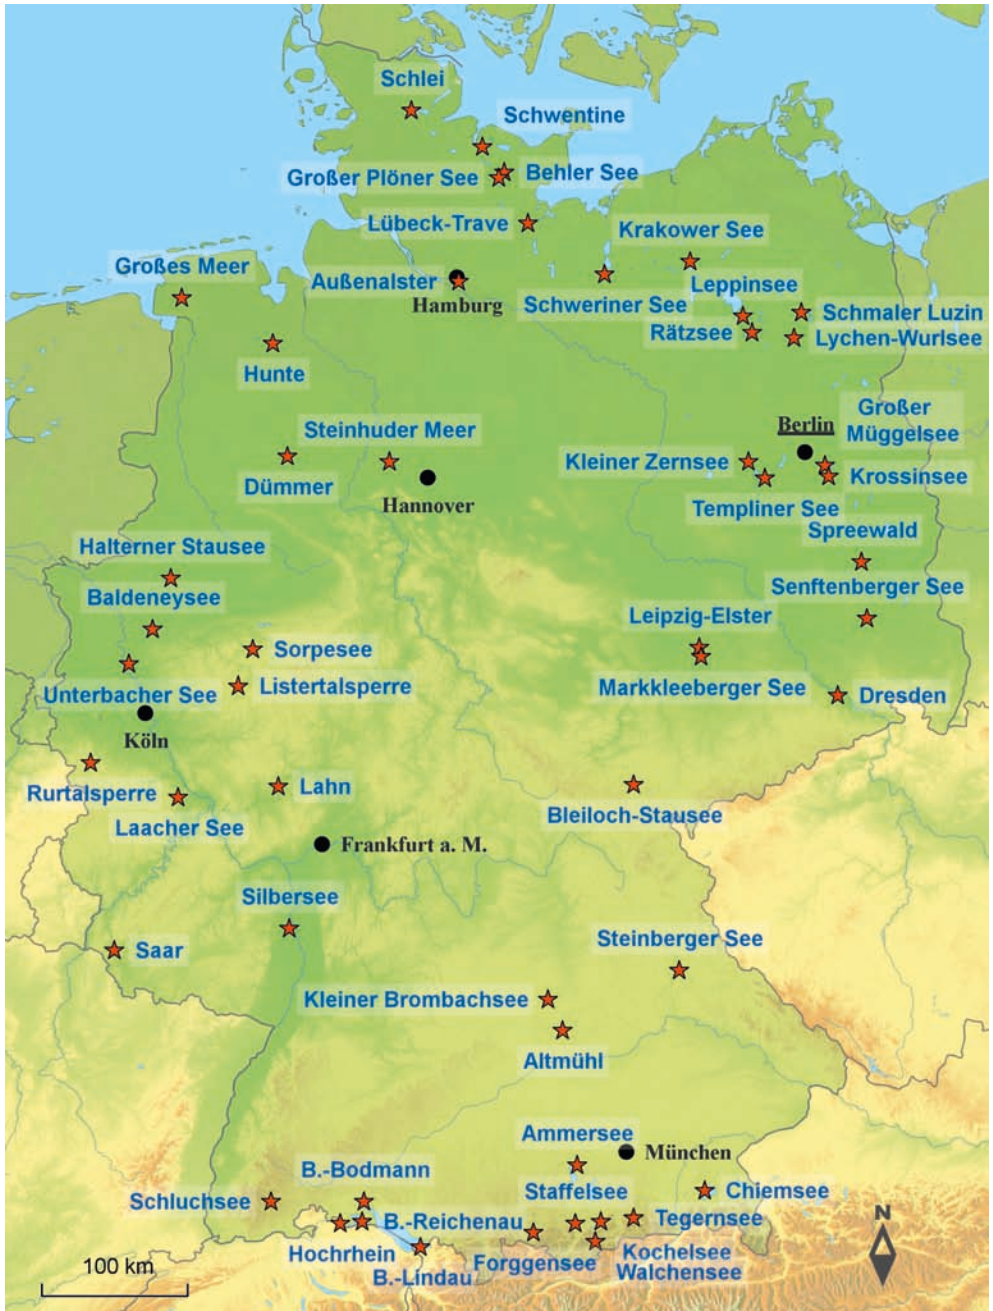 Schlei
Schwentine
Großer Plöner See
Behler See
Lübeck-Trave
Krakower See
Großes Meer
Außenalster
Hamburg
Schweriner See
Leppinsee
Rätzsee
Schmaler Luzin
Lychen-Wurlsee
Hunte
Steinhuder Meer
Dümmer
Hannover
Berlin
Großer
Müggelsee
Kleiner Zernsee
Krossinsee
Templiner See
Spreewald
Halterner Stausee
Baldeneysee
Senftenberger See
Leipzig-Elster
Sorpesee
Unterbacher See
Listertalsperre
Markkleeberger See
Dresden
Köln
Rurtalsperre
Lahn
Laacher See
Bleiloch-Stausee
Frankfurt a. M.
Silbersee
Saar
Steinberger See
Kleiner Brombachsee
Altmühl
Ammersee
München
B.-Bodmann
Schluchsee
Staffelsee
Chiemsee
B.-Reichenau
Tegernsee
Hochrhein
Forggensee
Kochelsee
Walchensee
B.-Lindau
N
100 km